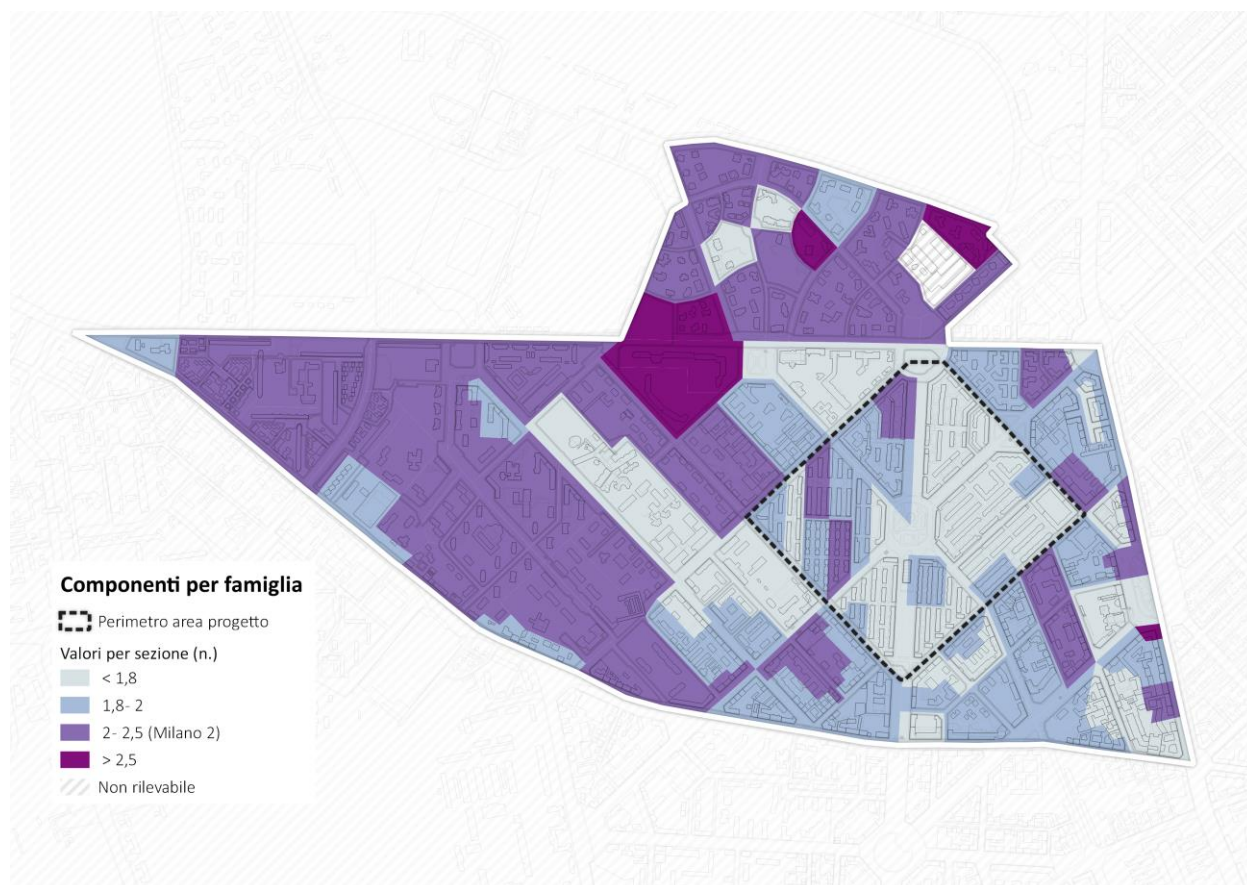 Componenti per famiglia
Perimetro area progetto
Valori per sezione (n.)
< 1,8
1,8- 2
2- 2,5 (Milano 2)
> 2,5
Non rilevabile